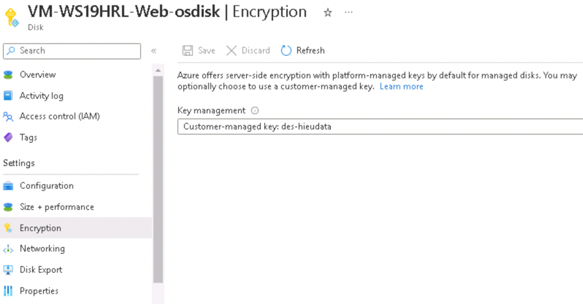 VM-WS19HRL-Web-osdisk | Encryption
Disk
Search
Save Discard Refresh
Overview
Activity log
Access control (IAM)
Tags
Settings
Configuration
Size + performance
Encryption
Networking
Disk Export
Properties
Azure offers server-side encryption with platform-managed keys by default for managed disks. You may
optionally choose to use a customer-managed key. Learn more
Key management
Customer-managed key: des-hieudata